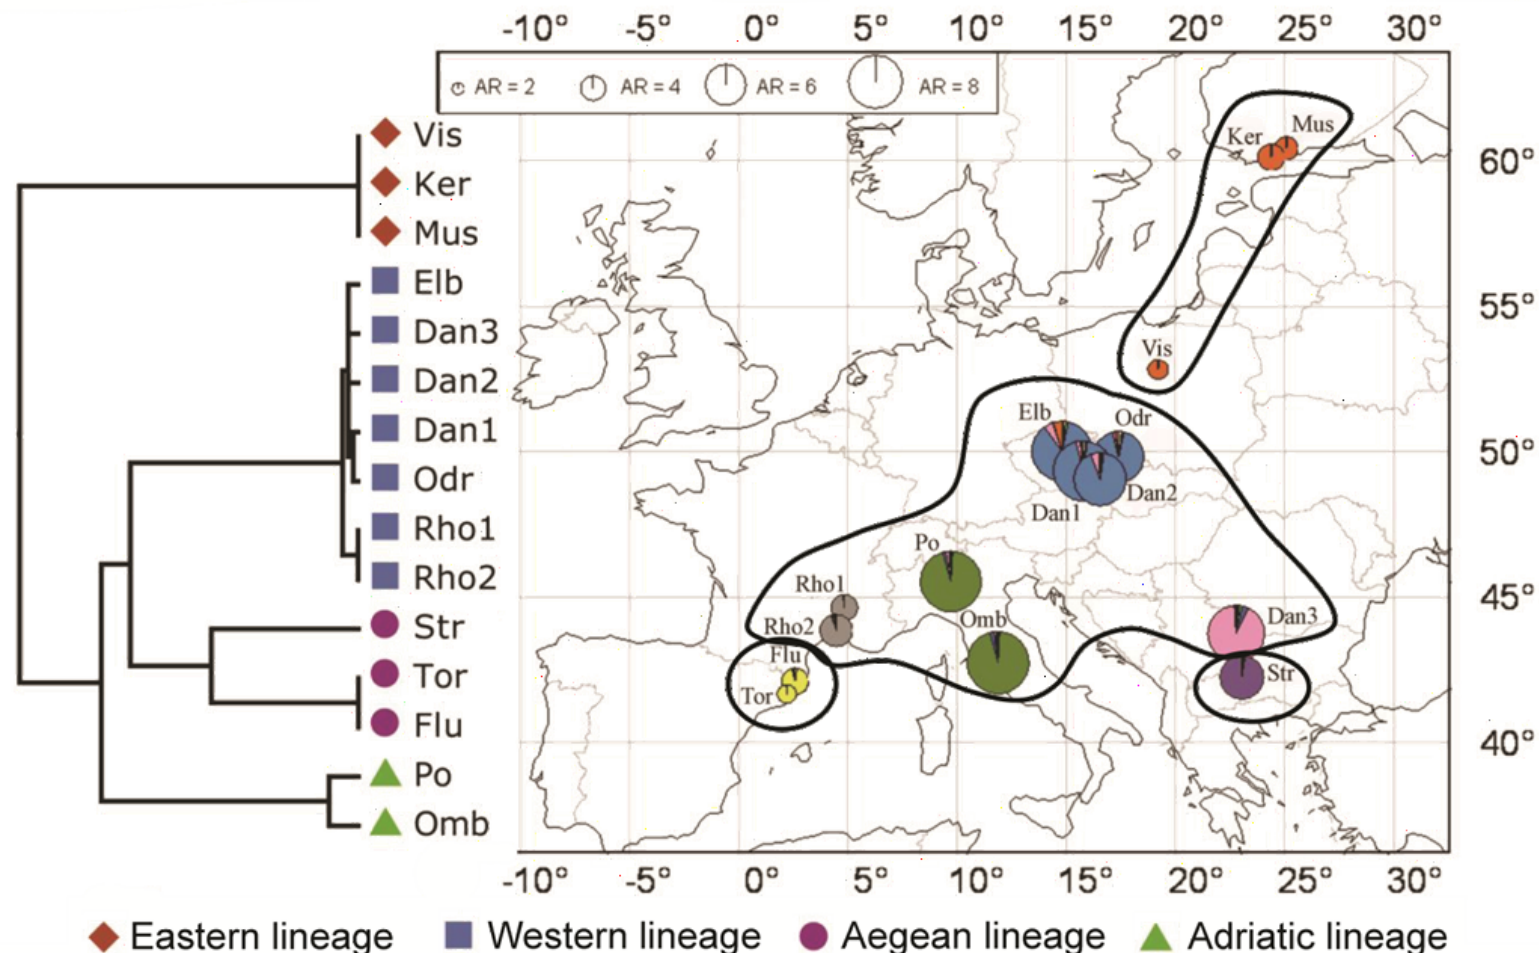 -10° -5° 0° 5° 10° 15° 20° 25° 30°
AR = 2 AR = 4 AR = 6 AR = 8
Vis
Ker
Mus
Elb
Dan3
Dan2
Dan1
Odr
Rho1
Rho2
Str
Tor
Flu
Po
Omb
Ker Mus
Vis
Elb Odr
Dan2
Dan1
Po
Rho1
Rho2
Omb
Dan3
Flu
Tor
Str
60°
55°
50°
45°
40°
-10° -5° 0° 5° 10° 15° 20° 25° 30°
Eastern lineage Western lineage Aegean lineage Adriatic lineage